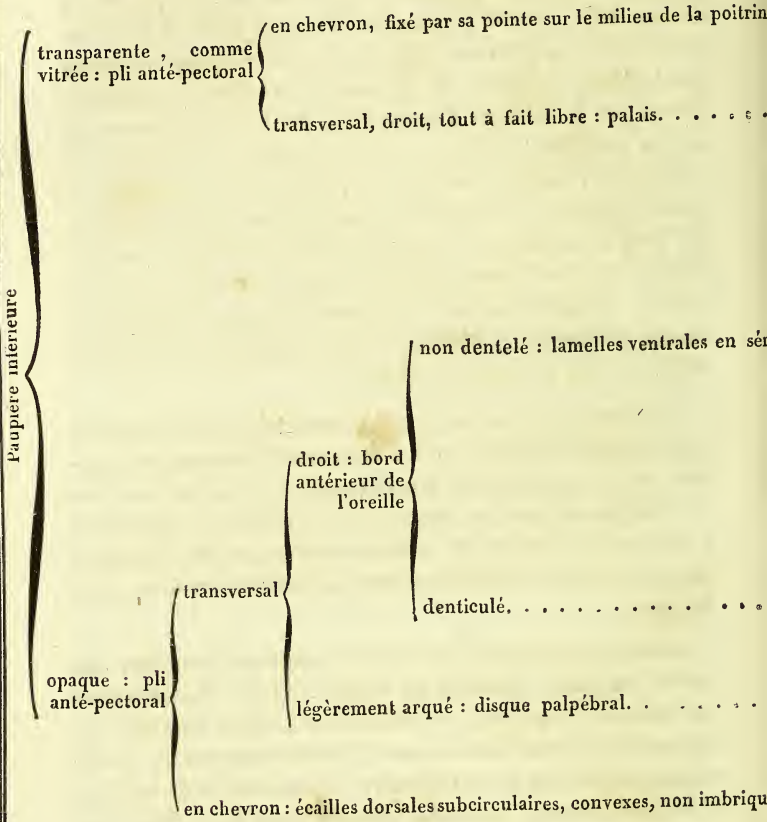 Paupière inférieure
en chevron, fixé par sa pointe sur le milieu de la poitrin
transparente , comme
vitrée : pli anté-pectoral
transversal, droit, tout à fait libre : palais. . . . . . .
non dentelé : lamelles ventrales en sér
droit : bord
antérieur de
l'oreille
transversal
denticulé. . . . . . . . . . . . . .
opaque : pli
anté-pectoral
légèrement arqué : disque palpébral. . . . . . .
en chevron : écailles dorsales subcirculaires, convexes, non imbriqu